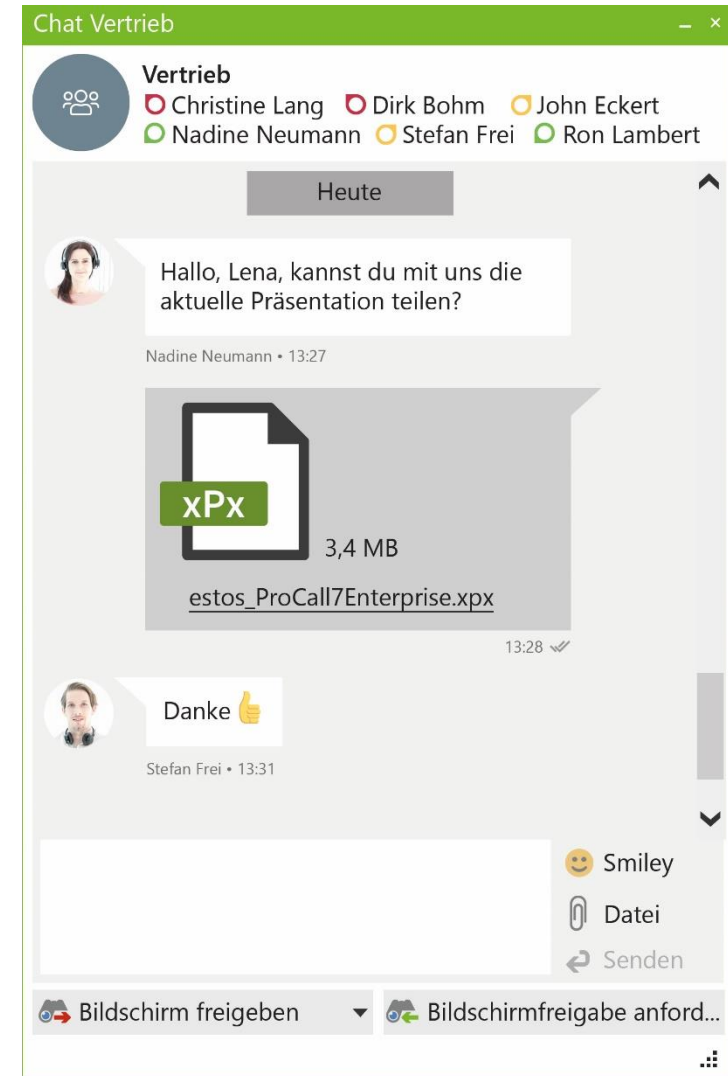 Chat Vertrieb
Vertrieb
Christine Lang Dirk Bohm John Eckert
Nadine Neumann Stefan Frei Ron Lambert
Heute
Hallo, Lena, kannst du mit uns die
aktuelle Präsentation teilen?
Nadine Neumann • 13:27
xPx
3,4 MB
estos_ProCall7Enterprise.xpx
13:28
Danke
Stefan Frei • 13:31
Smiley
Datei
Senden
Bildschirm freigeben Bildschirmfreigabe anford...